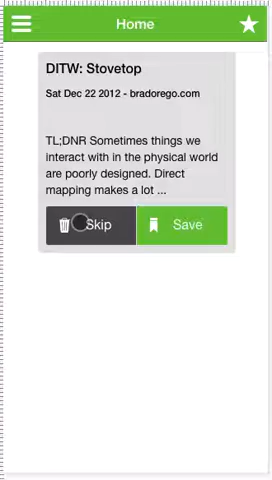 Home
DITW: Stovetop
Sat Dec 22 2012 - bradorego.com
TL;DNR Sometimes things we
interact with in the physical world
are poorly designed. Direct
mapping makes a lot ...
Skip Save